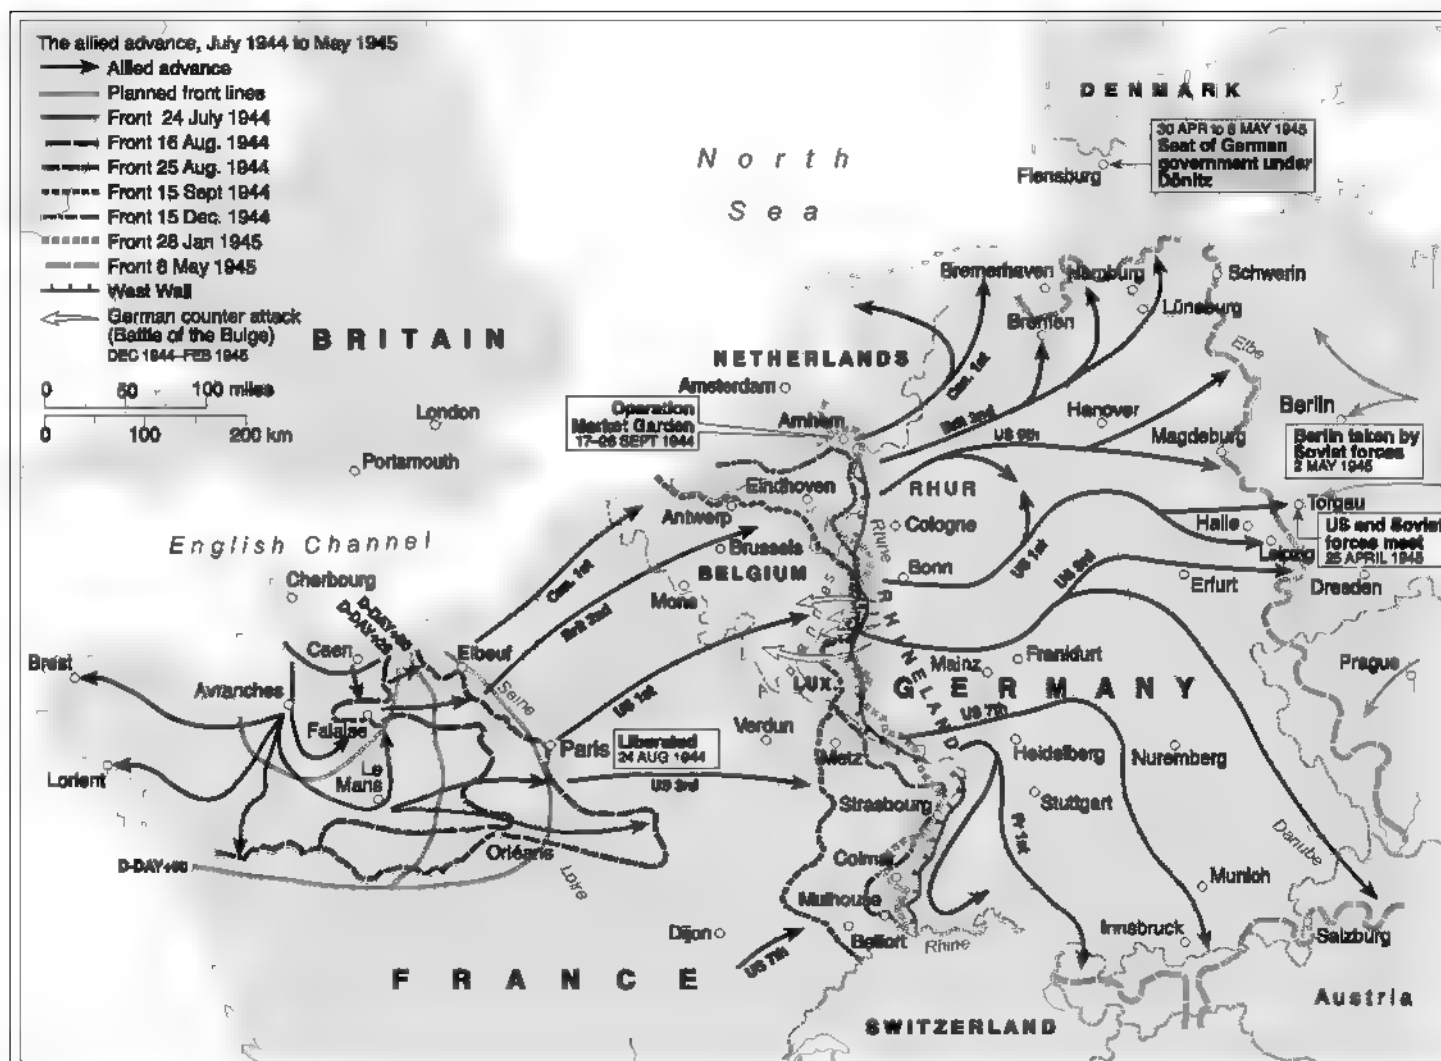 The allied advance, July 1944 to May 1945
Allied advance
Planned front lines
Front 24 July 1944
Front 16 Aug. 1944
Front 25 Aug. 1944
Front 15 Sept 1944
Front 15 Dec. 1944
Front 28 Jan 1945
Front 8 May 1945
West Wall
German counter attack
(Battle of the Bulge)
DEC 1944–FEB 1945
0 50 100 miles
0 100 200 km
DENMARK
30 APR to 8 MAY 1945
Seat of German
government under
Dönitz
Flensburg
North
Sea
BRITAIN
London
Portsmouth
English Channel
Bremerhaven
Hamburg
Schwerin
Lüneburg
Bremen
Elbe
NETHERLANDS
Amsterdam
Operation
Market Garden
17–26 SEPT 1944
Arnhem
Can. 1st
Brit 2nd
US 9th
Hanover
Magdeburg
Berlin
Berlin taken by
Soviet forces
2 MAY 1945
Eindhoven
Antwerp
RHUR
Rhine
Cologne
Halle
Torgau
US and Soviet
forces meet
25 APRIL 1945
Leipzig
Dresden
Erfurt
Brussels
BELGIUM
Mons
Bonn
US 1st
US 3rd
Cherbourg
D-DAY+25
Caen
Elbeuf
Can. 1st
Brit 2nd
US 1st
Brest
Avranches
Falaise
Seine
Lorient
Le
Mans
Paris
Liberated
24 AUG 1944
US 3rd
Orléans
Loire
D-DAY+90
LUX.
Verdun
Metz
RHINELAND
Mainz
Frankfurt
GERMANY
US 7th
Heidelberg
Nuremberg
Prague
Strasbourg
Stuttgart
Fr 1st
Colmar
Mulhouse
Belfort
Rhine
Dijon
US 7th
FRANCE
Danube
Munich
Innsbruck
Salzburg
Austria
SWITZERLAND